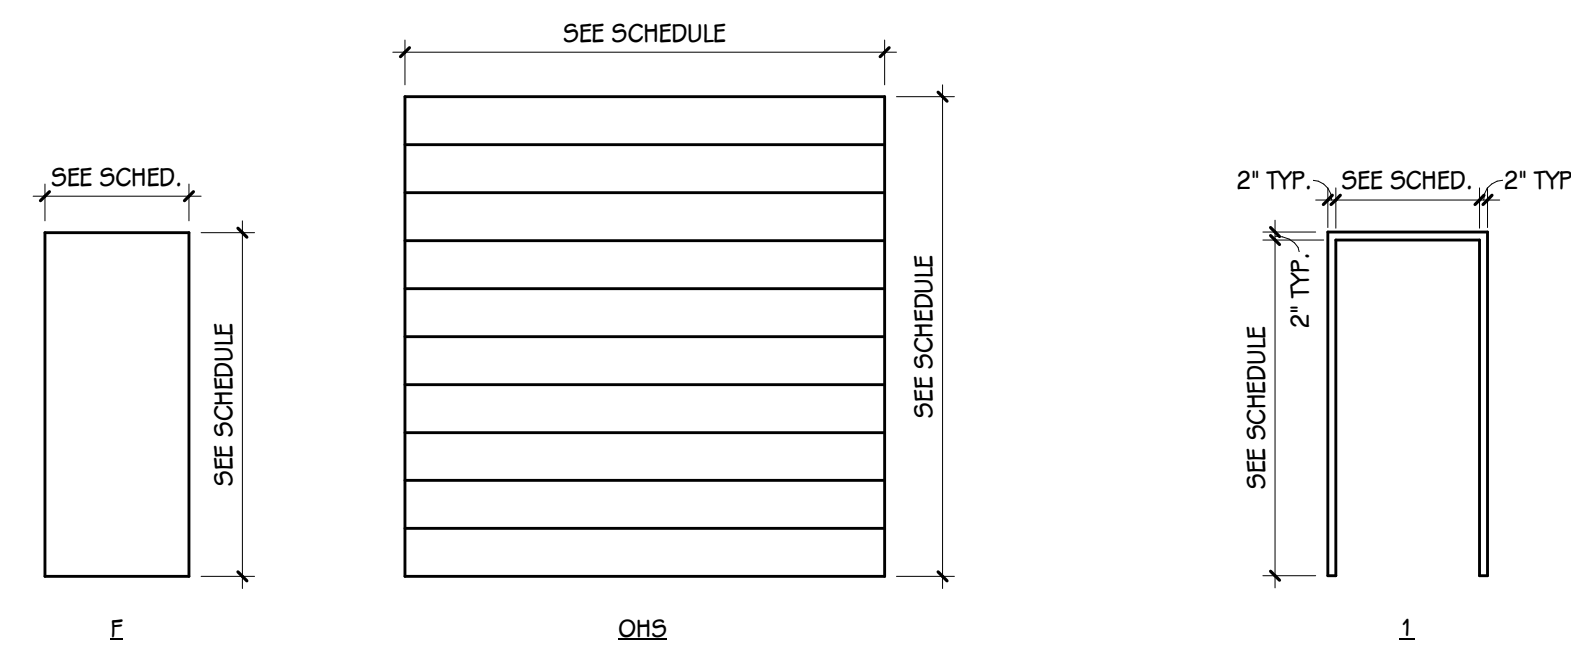 SEE SCHEDULE
SEE SCHED.
SEE SCHEDULE
SEE SCHEDULE
2" TYP.
SEE SCHED.
2" TYP
2" TYP.
SEE SCHEDULE
F
OHS
1